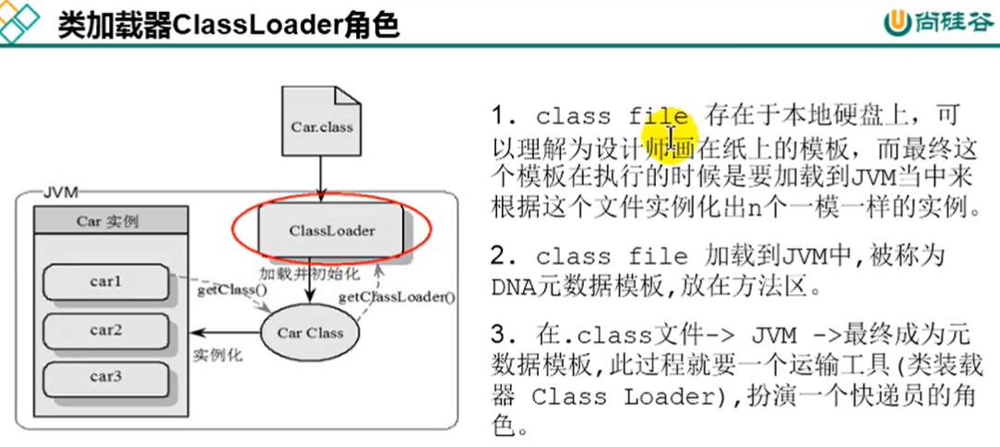 类加载器ClassLoader角色
尚硅谷
Car.class
JVM
Car 实例
ClassLoader
car1
加载并初始化
getClass()
getClassLoader()
car2
Car Class
实例化
car3
1. class file 存在于本地硬盘上，可
以理解为设计师画在纸上的模板，而最终这
个模板在执行的时候是要加载到JVM当中来
根据这个文件实例化出n个一模一样的实例。
2. class file 加载到JVM中,被称为
DNA元数据模板,放在方法区。
3. 在.class文件-> JVM ->最终成为元
数据模板,此过程就要一个运输工具(类装载
器 Class Loader),扮演一个快递员的角
色。